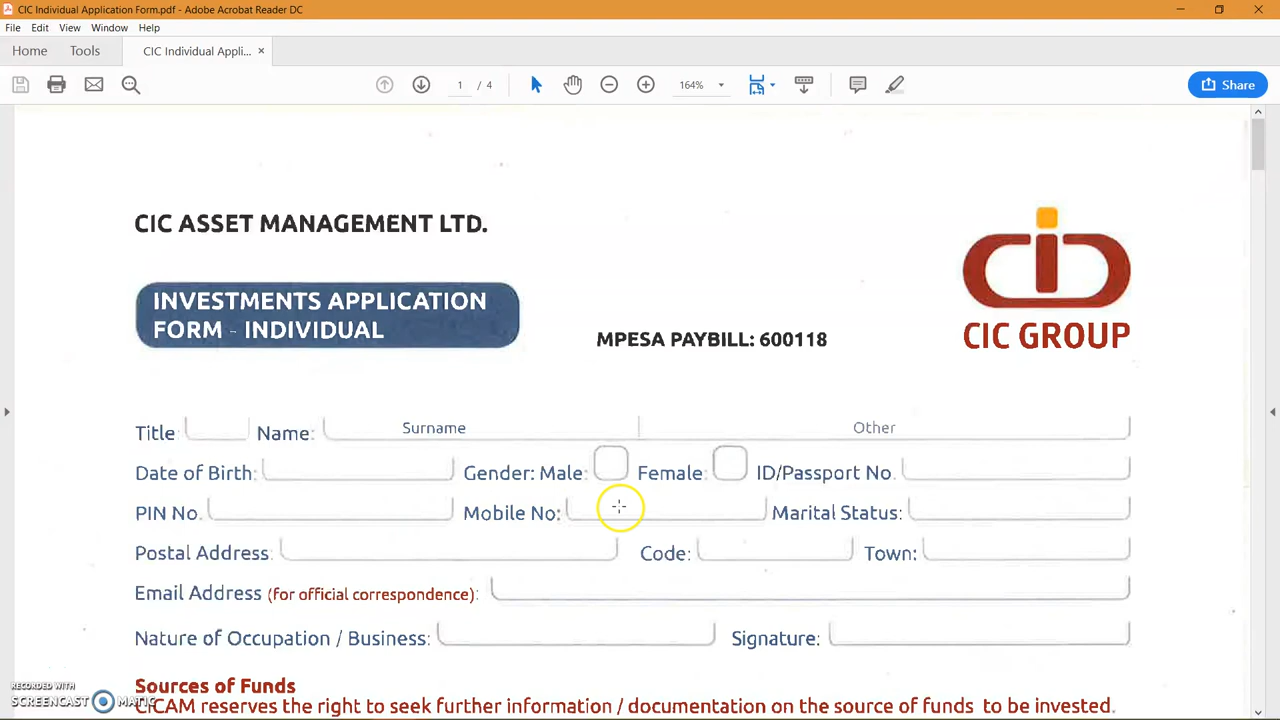 CIC Individual Application Form.pdf - Adobe Acrobat Reader DC
File Edit View Window Help
Home Tools CIC Individual Appli... ×
1 / 4 164% Share
CIC ASSET MANAGEMENT LTD.
INVESTMENTS APPLICATION
FORM - INDIVIDUAL
MPESA PAYBILL: 600118
CIC GROUP
Title: Name: Surname Other
Date of Birth: Gender: Male: Female: ID/Passport No.
PIN No. Mobile No: Marital Status:
Postal Address: Code: Town:
Email Address (for official correspondence):
Nature of Occupation / Business: Signature:
Sources of Funds
CICAM reserves the right to seek further information / documentation on the source of funds to be invested.
RECORDED WITH
SCREENCAST MATIC